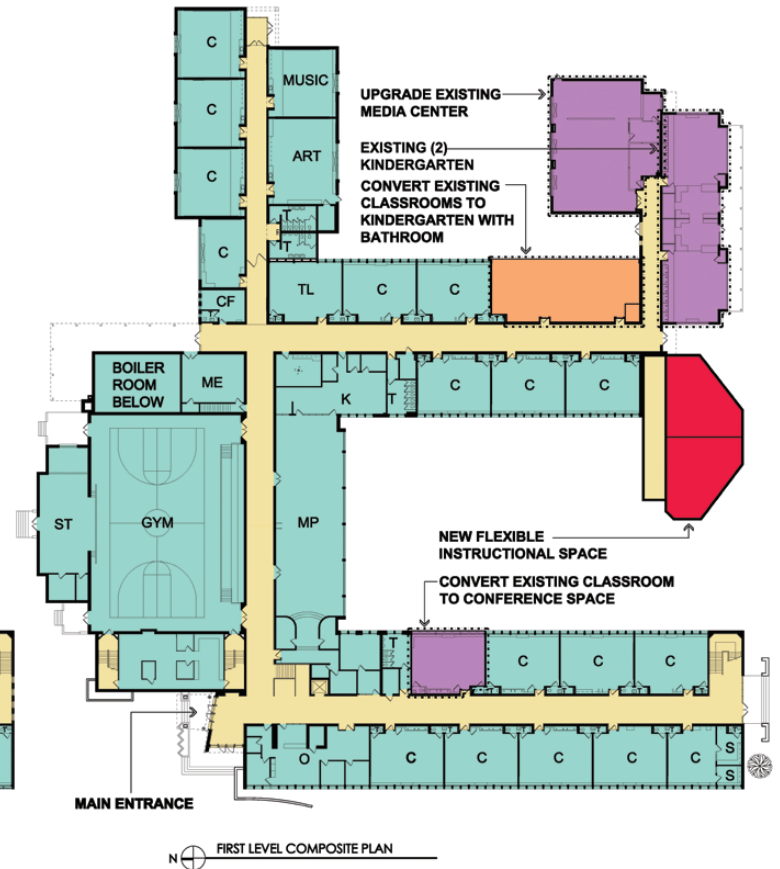 C
MUSIC
UPGRADE EXISTING
MEDIA CENTER
C
EXISTING (2)
KINDERGARTEN
ART
C
CONVERT EXISTING
CLASSROOMS TO
KINDERGARTEN WITH
BATHROOM
T
T
C
CF
TL
C
C
BOILER
ROOM
BELOW
ME
K
T
C
C
C
ST
GYM
MP
NEW FLEXIBLE
INSTRUCTIONAL SPACE
CONVERT EXISTING CLASSROOM
TO CONFERENCE SPACE
T
C
C
C
O
C
C
C
C
C
S
S
MAIN ENTRANCE
N
FIRST LEVEL COMPOSITE PLAN